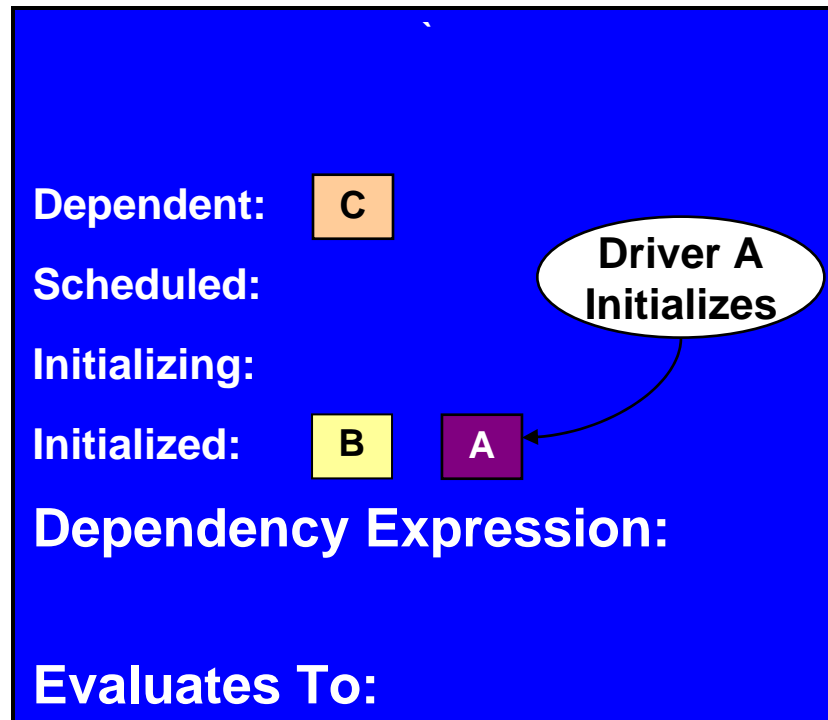 `
Dependent: C
Driver A
Initializes
Scheduled:
Initializing:
Initialized: B A
Dependency Expression:
Evaluates To: